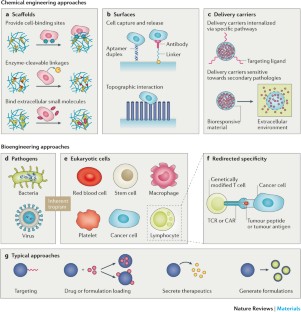 Chemical engineering approaches
a Scaffolds
Provide cell-binding sites
Enzyme-cleavable linkages
Bind extracellular small molecules
b Surfaces
Cell capture and release
Aptamer
duplex
Antibody
Linker
Topographic interaction
c Delivery carriers
Delivery carriers internalized
via specific pathways
Targeting ligand
Delivery carriers sensitive
towards secondary pathologies
Bioresponsive
material
Extracellular
environment
Bioengineering approaches
d Pathogens
Bacteria
Virus
e Eukaryotic cells
Red blood cell
Stem cell
Macrophage
Platelet
Cancer cell
Lymphocyte
f Redirected specificity
Genetically
modified T cell
Cancer cell
TCR or CAR
Tumour peptide
or tumour antigen
g Typical approaches
Targeting
Drug or formulation loading
Secrete therapeutics
Generate formulations
Nature Reviews | Materials